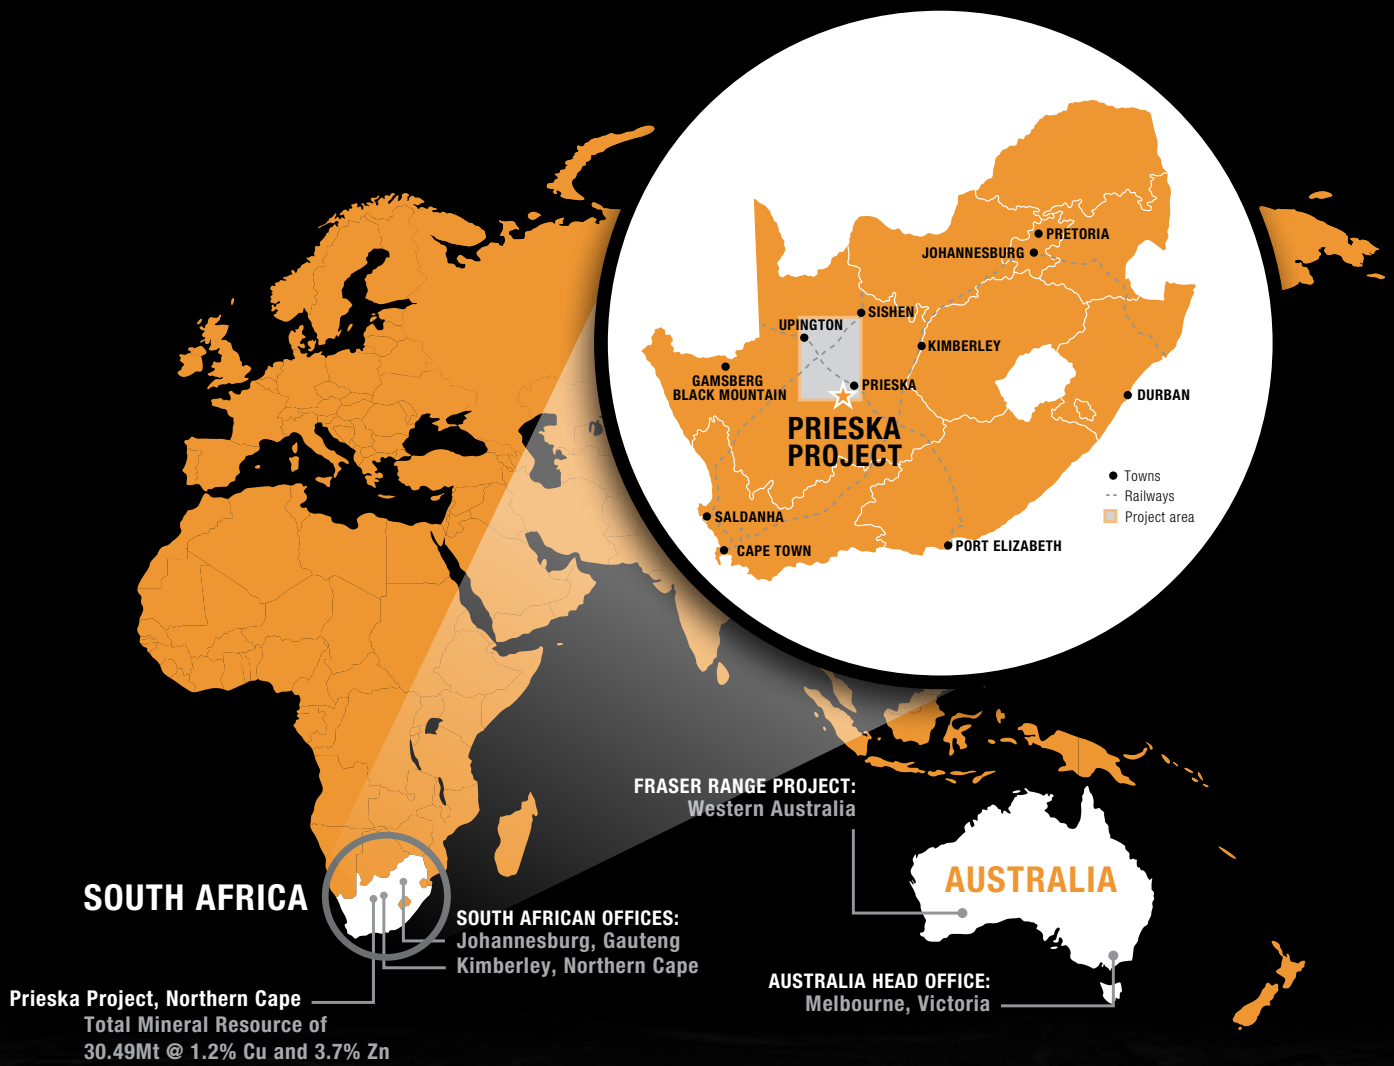 PRETORIA
JOHANNESBURG
SISHEN
UPINGTON
KIMBERLEY
GAMSBERG
BLACK MOUNTAIN
PRIESKA
DURBAN
PRIESKA
PROJECT
Towns
Railways
Project area
SALDANHA
CAPE TOWN
PORT ELIZABETH
FRASER RANGE PROJECT:
Western Australia
AUSTRALIA
SOUTH AFRICA
SOUTH AFRICAN OFFICES:
Johannesburg, Gauteng
Kimberley, Northern Cape
AUSTRALIA HEAD OFFICE:
Melbourne, Victoria
Prieska Project, Northern Cape
Total Mineral Resource of
30.49Mt @ 1.2% Cu and 3.7% Zn